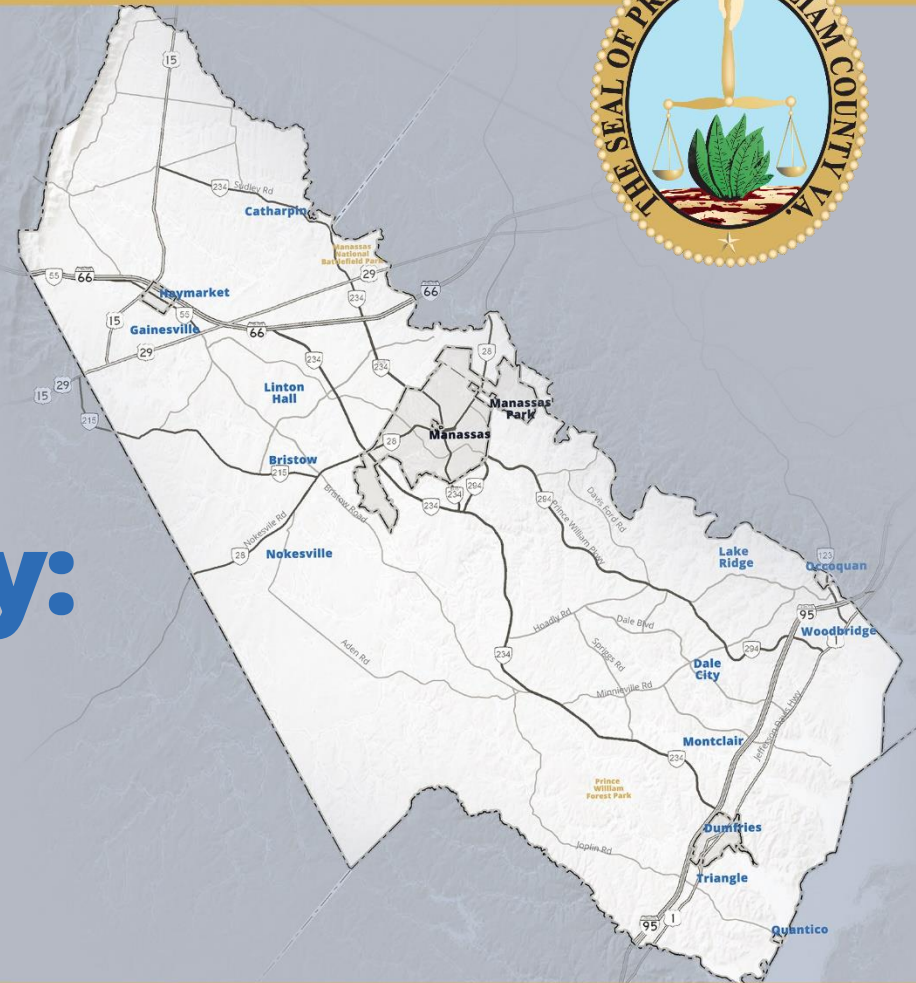 THE SEAL OF PR
IAM COUNTY VA.
15
234
Sudley Rd
Catharpin
Manassas
National
Battlefield Park
29
55
66
66
234
Haymarket
55
15
Gainesville
66
29
28
234
234
15
29
Linton
Hall
Manassas
Park
215
28
Manassas
Bristow
215
294
234
234
294
Bristow Road
Davis Ford Rd
Prince William Pkwy
Nokesville Rd
28
Nokesville
Lake
Ridge
123
Occoquan
y:
95
Hoadly Rd
Dale Blvd
Woodbridge
1
Aden Rd
234
Spriggs Rd
294
Dale
City
Minnieville Rd
Jefferson Davis Hwy
Montclair
234
Prince
William
Forest Park
Dumfries
Joplin Rd
Triangle
95
1
Quantico